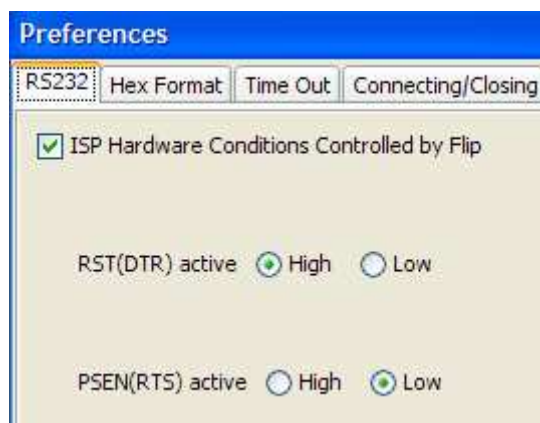 Preferences
RS232 Hex Format Time Out Connecting/Closing
ISP Hardware Conditions Controlled by Flip
RST(DTR) active High Low
PSEN(RTS) active High Low